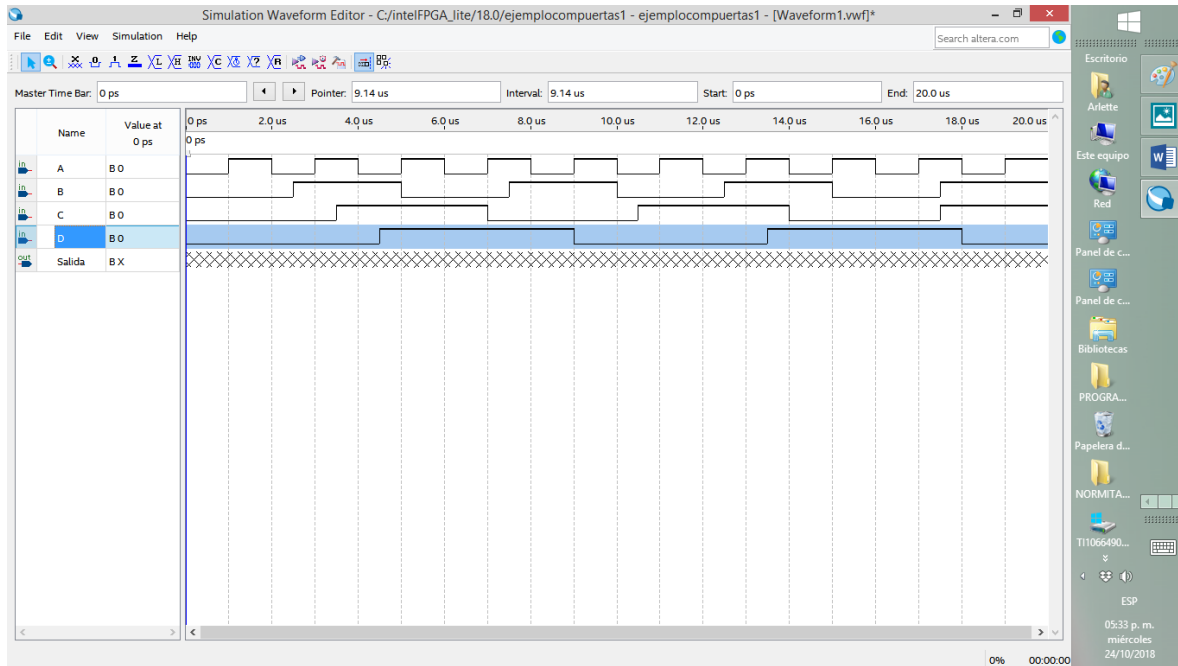 Simulation Waveform Editor - C:/intelFPGA_lite/18.0/ejemplocompuertas1 - ejemplocompuertas1 - [Waveform1.vwf]*
File Edit View Simulation Help
Search altera.com
Master Time Bar: 0 ps Pointer: 9.14 us Interval: 9.14 us Start: 0 ps End: 20.0 us
Name Value at 0 ps
0 ps 2.0 us 4.0 us 6.0 us 8.0 us 10.0 us 12.0 us 14.0 us 16.0 us 18.0 us 20.0 us
0 ps
in A B 0
in B B 0
in C B 0
in D B 0
out Salida B X
0% 00:00:00
Escritorio
Arlette
Este equipo
Red
Panel de c...
Panel de c...
Bibliotecas
PROGRA...
Papelera d...
NORMITA...
TI1066490...
ESP
05:33 p. m.
miércoles
24/10/2018